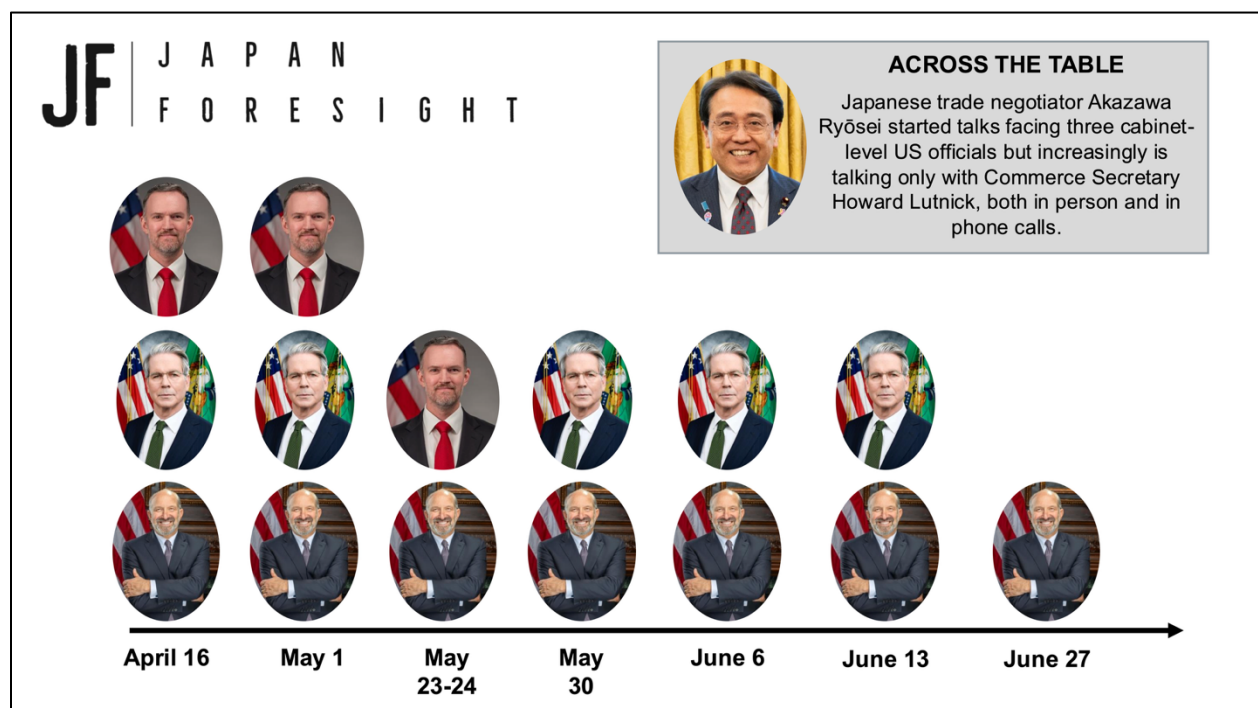 JF
JAPAN
FORESIGHT
ACROSS THE TABLE
Japanese trade negotiator Akazawa
Ryōsei started talks facing three cabinet-
level US officials but increasingly is
talking only with Commerce Secretary
Howard Lutnick, both in person and in
phone calls.
April 16
May 1
May
23-24
May
30
June 6
June 13
June 27